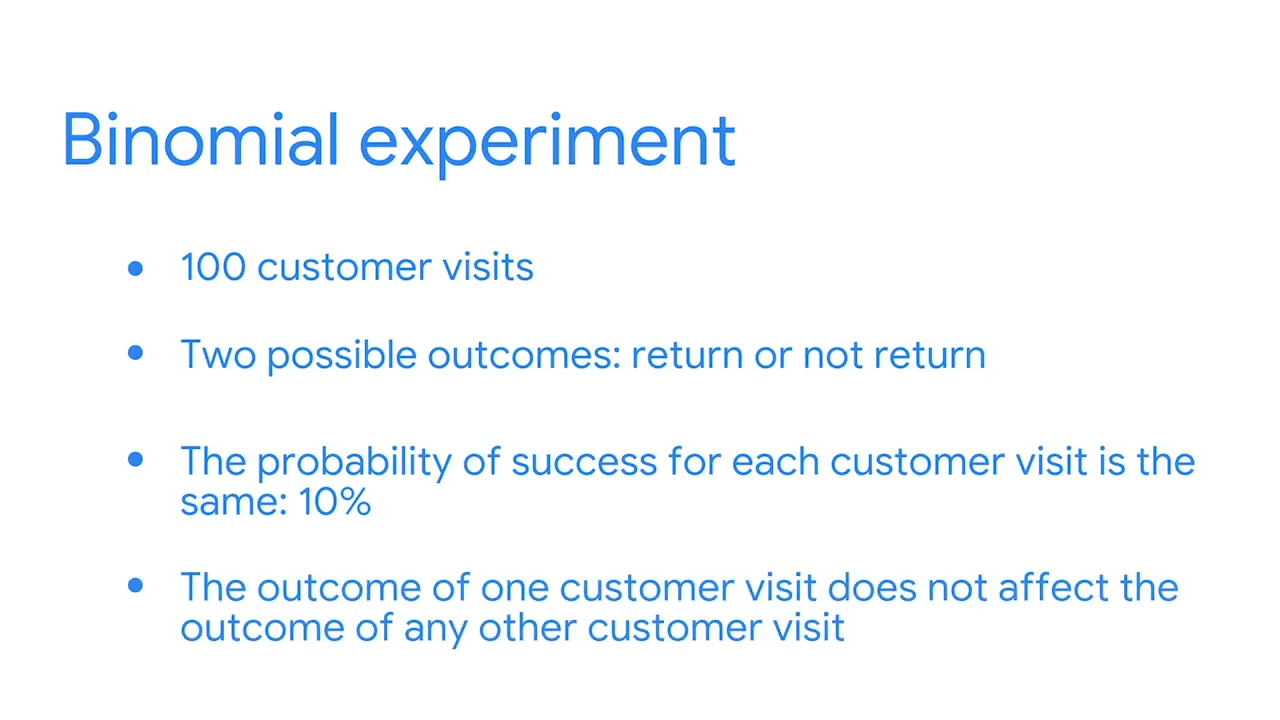 Binomial experiment
• 100 customer visits
• Two possible outcomes: return or not return
• The probability of success for each customer visit is the
same: 10%
• The outcome of one customer visit does not affect the
outcome of any other customer visit